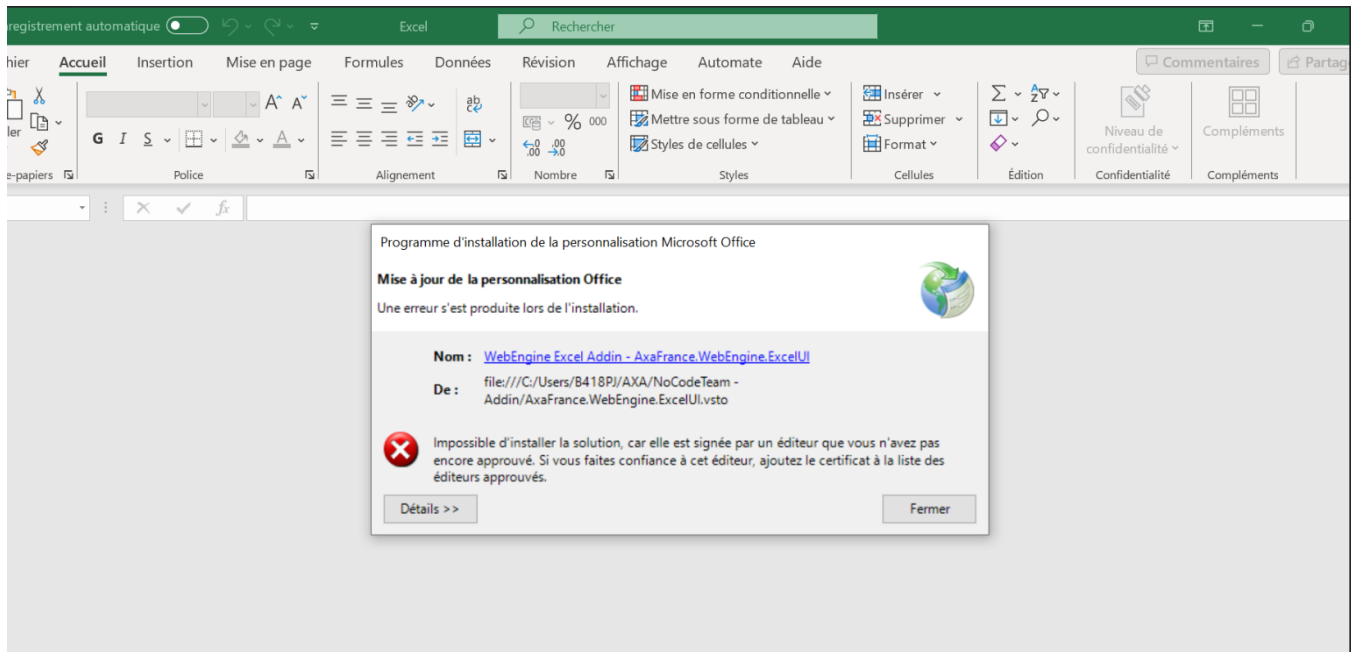 nregistrement automatique Excel Rechercher
hier Accueil Insertion Mise en page Formules Données Révision Affichage Automate Aide Commentaires Partag
A^ Aˇ ab Mise en forme conditionnelle Insérer Σ
ler G I S A % 000 Mettre sous forme de tableau Supprimer Niveau de confidentialité Compléments
Styles de cellules Format
e-papiers Police Alignement Nombre Styles Cellules Édition Confidentialité Compléments
fx
Programme d'installation de la personnalisation Microsoft Office
Mise à jour de la personnalisation Office
Une erreur s'est produite lors de l'installation.
Nom : WebEngine Excel Addin - AxaFrance.WebEngine.ExcelUI
De : file:///C:/Users/B418PJ/AXA/NoCodeTeam -
Addin/AxaFrance.WebEngine.ExcelUI.vsto
Impossible d'installer la solution, car elle est signée par un éditeur que vous n'avez pas
encore approuvé. Si vous faites confiance à cet éditeur, ajoutez le certificat à la liste des
éditeurs approuvés.
Détails >> Fermer